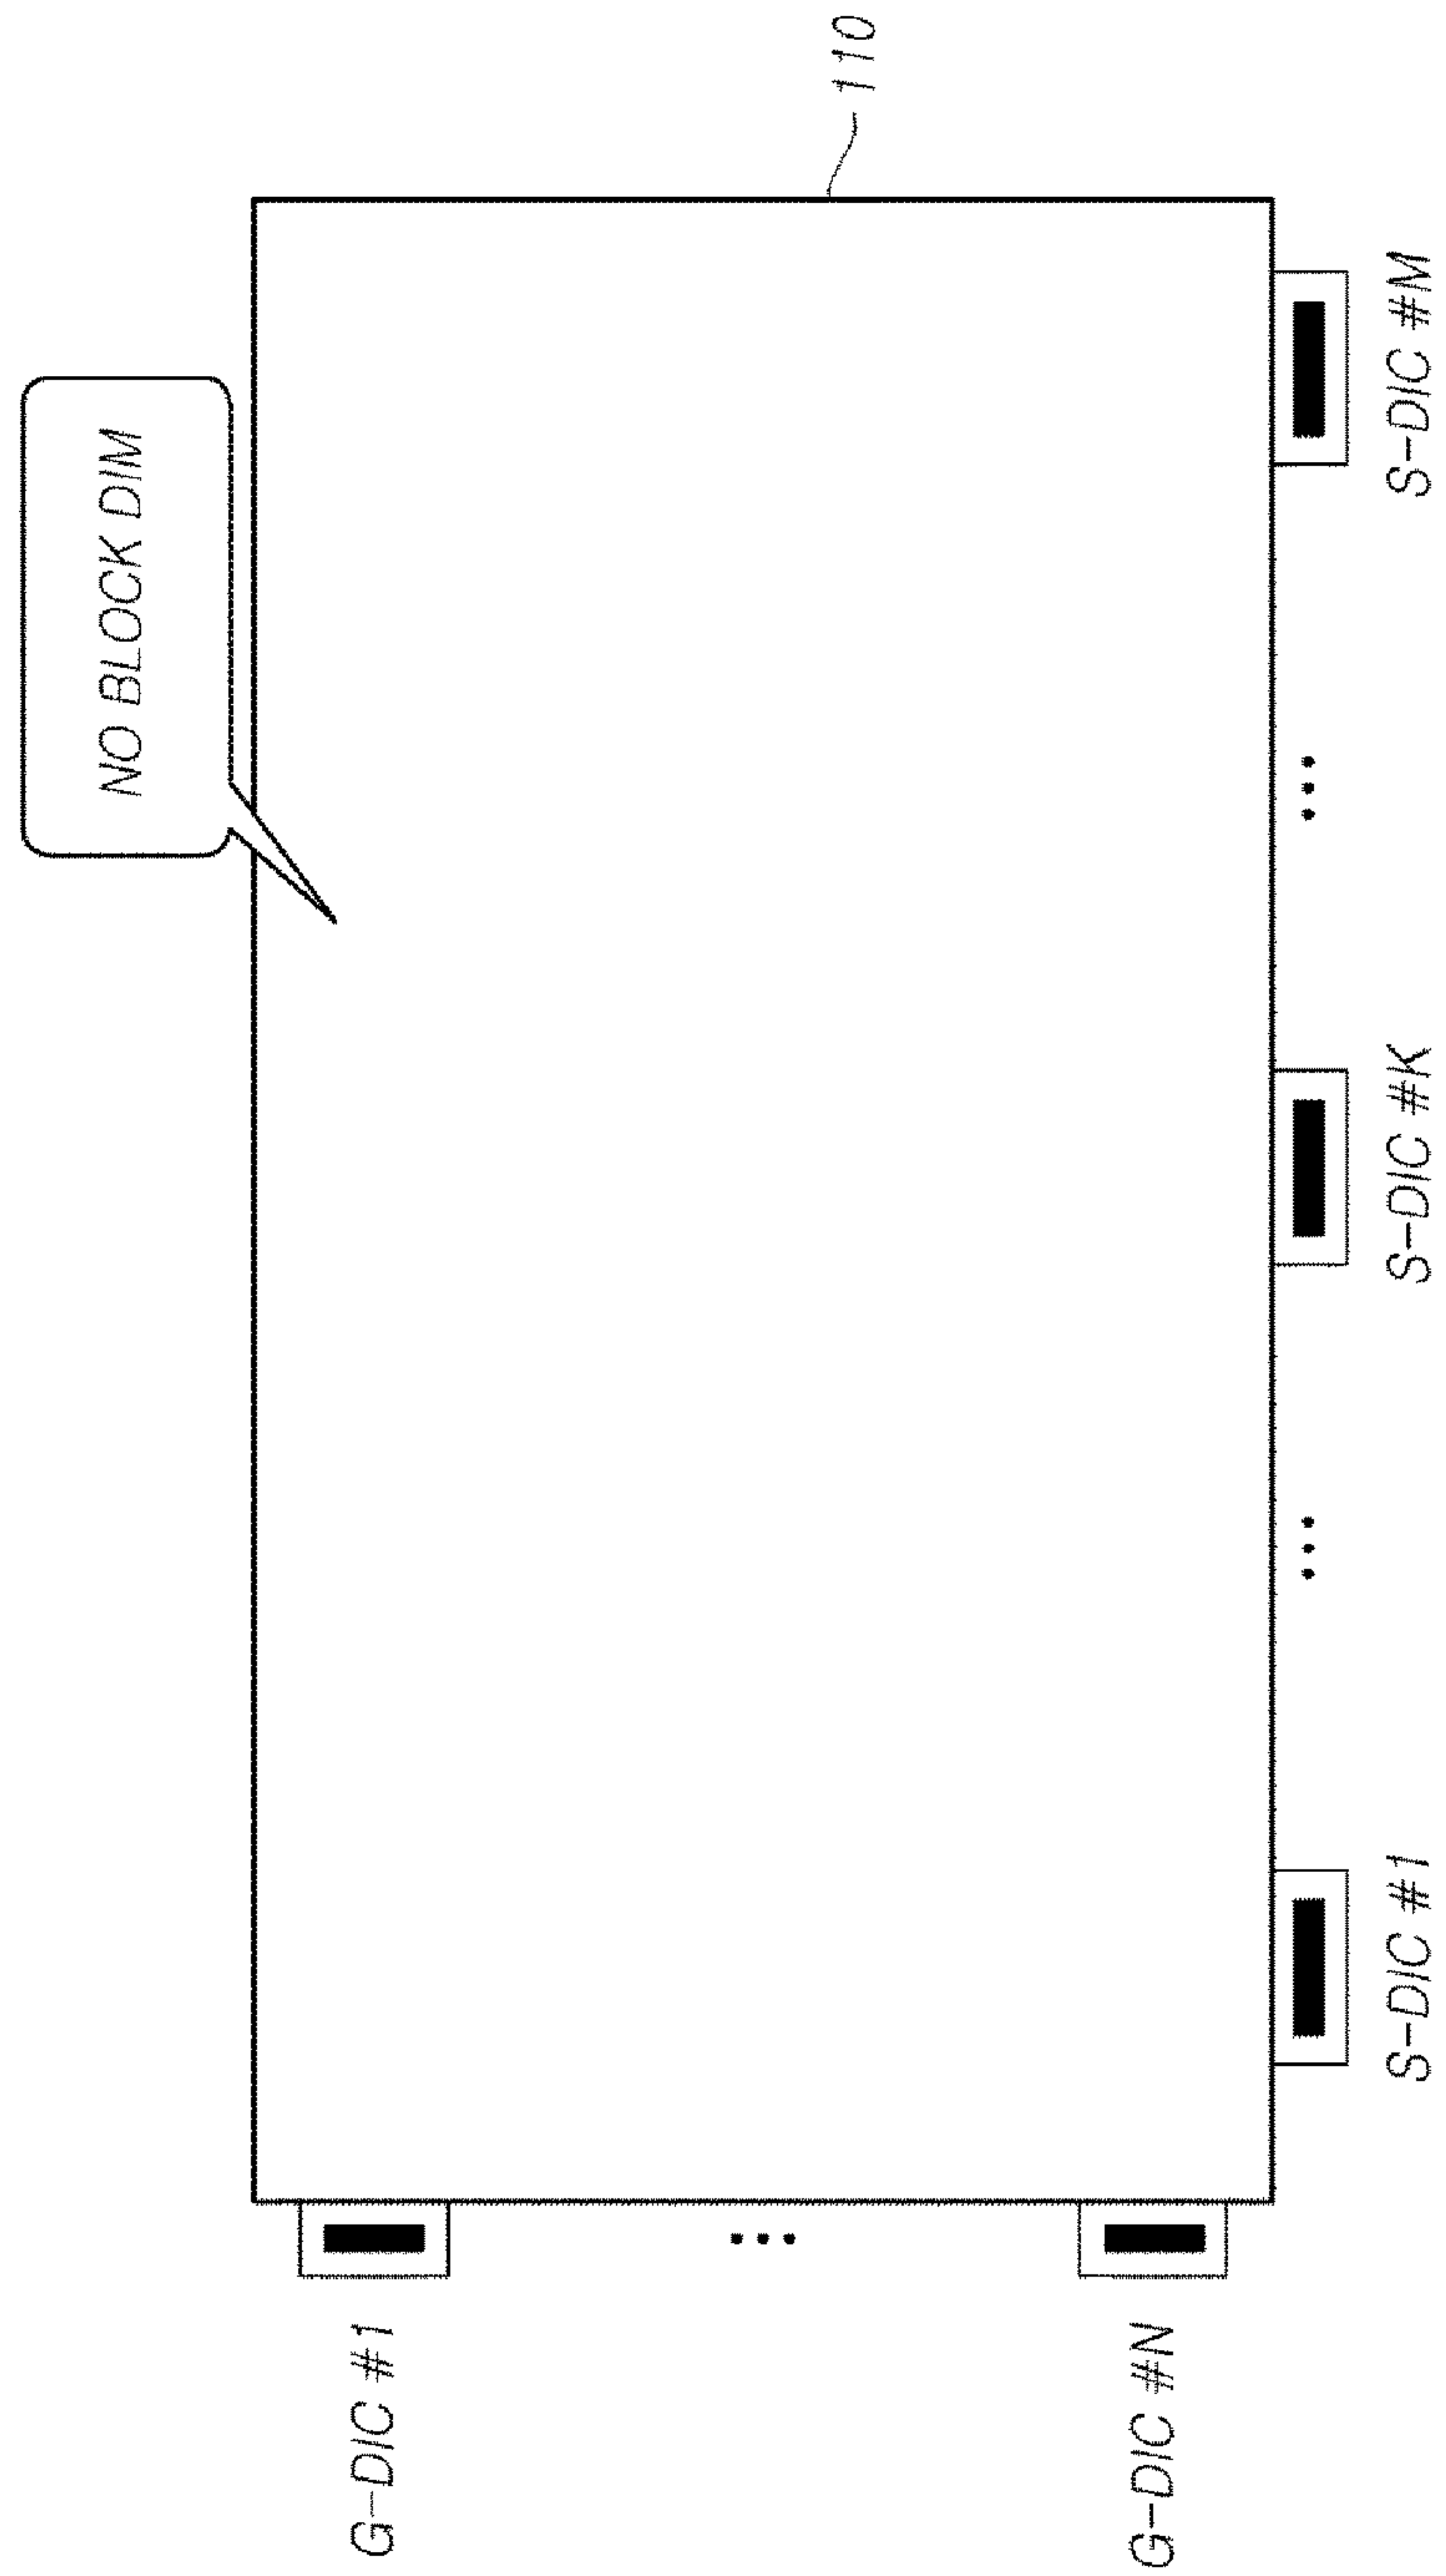 NO BLOCK DIM
110
G-DIC #1
G-DIC #N
S-DIC #1
S-DIC #K
S-DIC #M